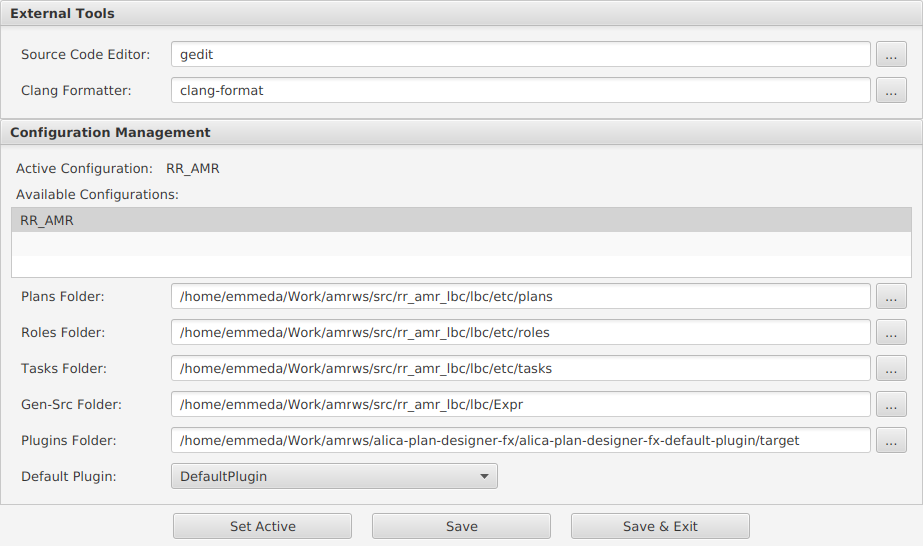 External Tools
Source Code Editor: gedit ...
Clang Formatter: clang-format ...
Configuration Management
Active Configuration: RR_AMR
Available Configurations:
RR_AMR
Plans Folder: /home/emmeda/Work/amrws/src/rr_amr_lbc/lbc/etc/plans ...
Roles Folder: /home/emmeda/Work/amrws/src/rr_amr_lbc/lbc/etc/roles ...
Tasks Folder: /home/emmeda/Work/amrws/src/rr_amr_lbc/lbc/etc/tasks ...
Gen-Src Folder: /home/emmeda/Work/amrws/src/rr_amr_lbc/lbc/Expr ...
Plugins Folder: /home/emmeda/Work/amrws/alica-plan-designer-fx/alica-plan-designer-fx-default-plugin/target ...
Default Plugin: DefaultPlugin
Set Active Save Save & Exit